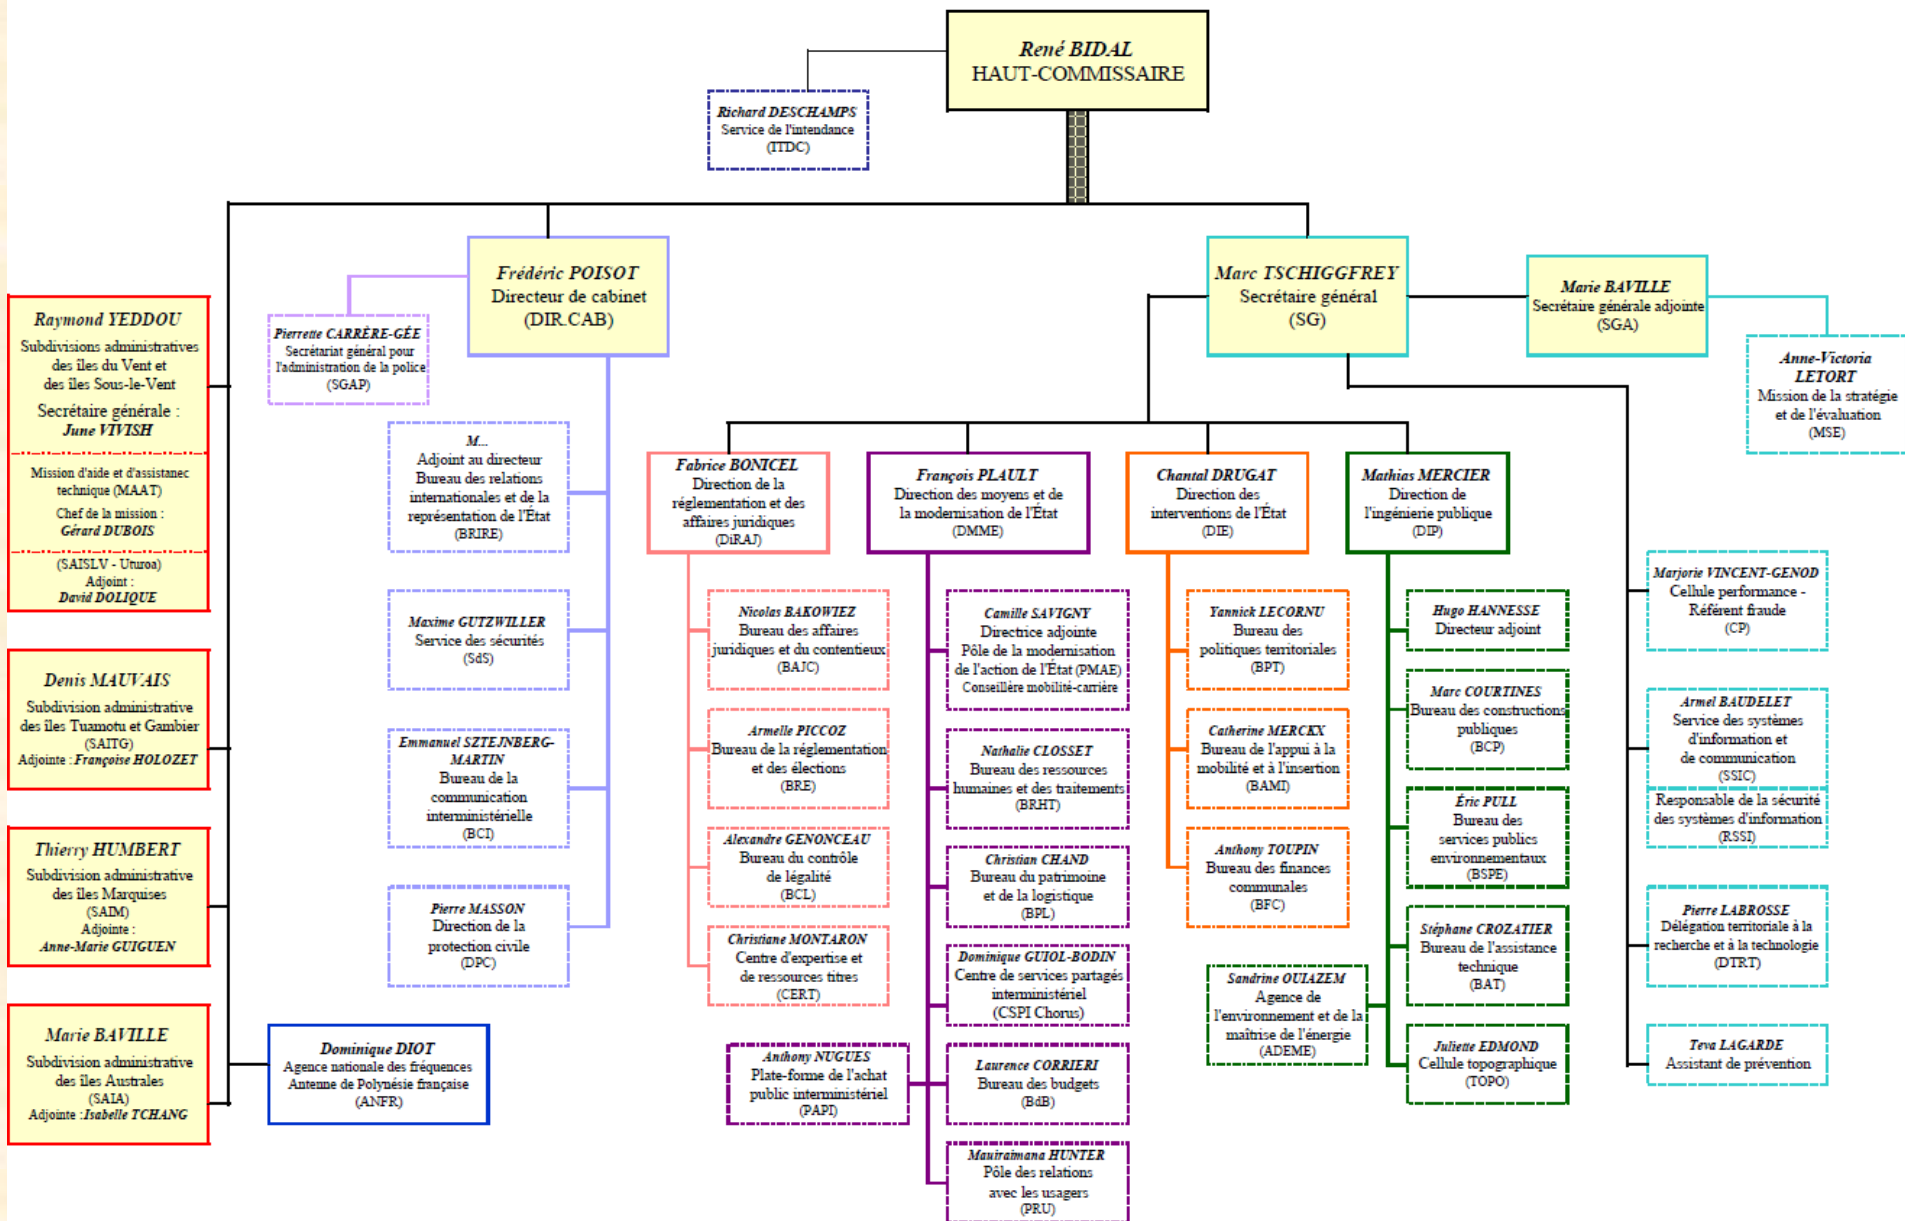 René BIDAL
HAUT-COMMISSAIRE
Richard DESCHAMPS
Service de l'intendance
(ITDC)
Frédéric POISOT
Directeur de cabinet
(DIR.CAB)
Marc TSCHIGGFREY
Secrétaire général
(SG)
Marie BAVILLE
Secrétaire générale adjointe
(SGA)
Anne-Victoria
LETORT
Mission de la stratégie
et de l'évaluation
(MSE)
Pierrette CARRÈRE-GÉE
Secrétariat général pour
l'administration de la police
(SGAP)
Raymond YEDDOU
Subdivisions administratives
des îles du Vent et
des îles Sous-le-Vent
Secrétaire générale :
June VIVISH
Mission d'aide et d'assistanec
technique (MAAT)
Chef de la mission :
Gérard DUBOIS
(SAISLV - Uturoa)
Adjoint :
David DOLIQUE
Denis MAUVAIS
Subdivision administrative
des îles Tuamotu et Gambier
(SAITG)
Adjointe : Françoise HOLOZET
Thierry HUMBERT
Subdivision administrative
des îles Marquises
(SAIM)
Adjointe :
Anne-Marie GUIGUEN
Marie BAVILLE
Subdivision administrative
des îles Australes
(SAIA)
Adjointe : Isabelle TCHANG
Dominique DIOT
Agence nationale des fréquences
Antenne de Polynésie française
(ANFR)
M...
Adjoint au directeur
Bureau des relations
internationales et de la
représentation de l'État
(BRIRE)
Maxime GUTZWILLER
Service des sécurités
(SdS)
Emmanuel SZTEJNBERG-
MARTIN
Bureau de la
communication
interministérielle
(BCI)
Pierre MASSON
Direction de la
protection civile
(DPC)
Fabrice BONICEL
Direction de la
réglementation et des
affaires juridiques
(DiRAJ)
Nicolas BAKOWIEZ
Bureau des affaires
juridiques et du contentieux
(BAJC)
Armelle PICCOZ
Bureau de la réglementation
et des élections
(BRE)
Alexandre GENONCEAU
Bureau du contrôle
de légalité
(BCL)
Christiane MONTARON
Centre d'expertise et
de ressources titres
(CERT)
François PLAULT
Direction des moyens et de
la modernisation de l'État
(DMME)
Camille SAVIGNY
Directrice adjointe
Pôle de la modernisation
de l'action de l'État (PMAE)
Conseillère mobilité-carrière
Nathalie CLOSSET
Bureau des ressources
humaines et des traitements
(BRHT)
Christian CHAND
Bureau du patrimoine
et de la logistique
(BPL)
Dominique GUIOL-BODIN
Centre de services partagés
interministériel
(CSPI Chorus)
Anthony NUGUES
Plate-forme de l'achat
public interministériel
(PAPI)
Laurence CORRIERI
Bureau des budgets
(BdB)
Mauiraimana HUNTER
Pôle des relations
avec les usagers
(PRU)
Chantal DRUGAT
Direction des
interventions de l'État
(DIE)
Yannick LECORNU
Bureau des
politiques territoriales
(BPT)
Catherine MERCKX
Bureau de l'appui à la
mobilité et à l'insertion
(BAMI)
Anthony TOUPIN
Bureau des finances
communales
(BFC)
Mathias MERCIER
Direction de
l'ingénierie publique
(DIP)
Hugo HANNESSE
Directeur adjoint
Marc COURTINES
Bureau des constructions
publiques
(BCP)
Éric PULL
Bureau des
services publics
environnementaux
(BSPE)
Stéphane CROZATIER
Bureau de l'assistance
technique
(BAT)
Sandrine OUIAZEM
Agence de
l'environnement et de la
maîtrise de l'énergie
(ADEME)
Juliette EDMOND
Cellule topographique
(TOPO)
Marjorie VINCENT-GENOD
Cellule performance -
Référent fraude
(CP)
Armel BAUDELET
Service des systèmes
d'information et
de communication
(SSIC)
Responsable de la sécurité
des systèmes d'information
(RSSI)
Pierre LABROSSE
Délégation territoriale à la
recherche et à la technologie
(DTRT)
Teva LAGARDE
Assistant de prévention